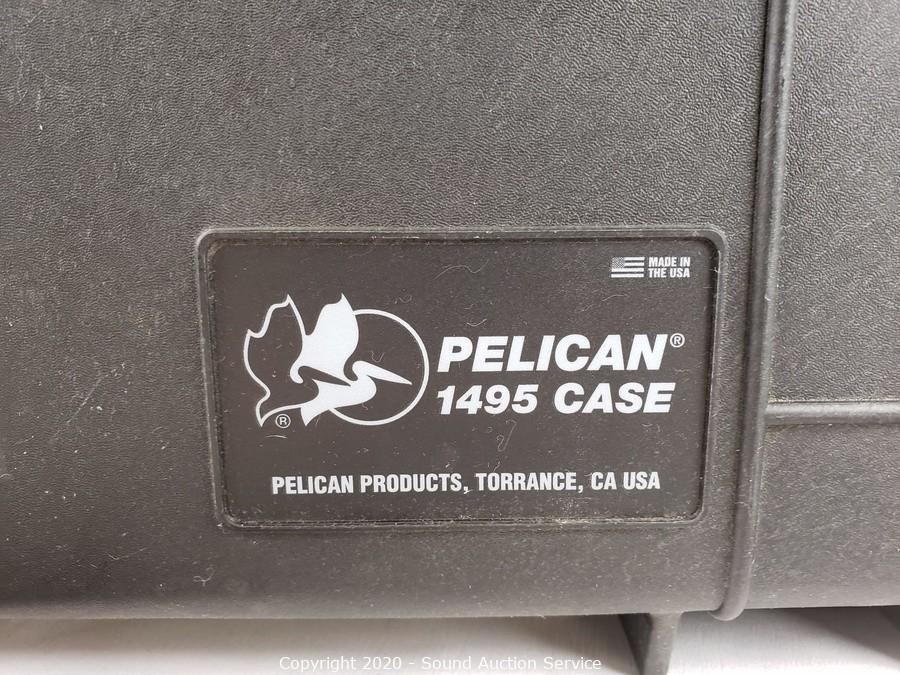 MADE IN
THE USA
PELICAN®
1495 CASE
®
PELICAN PRODUCTS, TORRANCE, CA USA
Copyright 2020 - Sound Auction Service